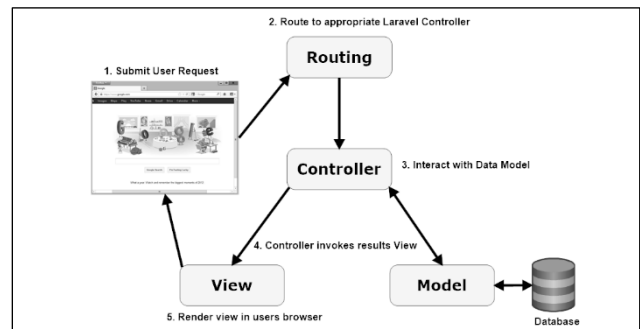 2. Route to appropriate Laravel Controller
1. Submit User Request
Routing
Controller
3. Interact with Data Model
4. Controller invokes results View
View
Model
5. Render view in users browser
Database